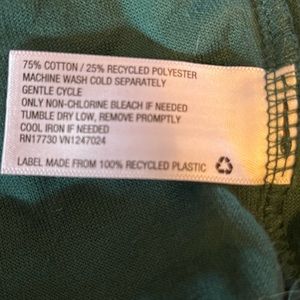 75% COTTON / 25% RECYCLED POLYESTER
MACHINE WASH COLD SEPARATELY
GENTLE CYCLE
ONLY NON-CHLORINE BLEACH IF NEEDED
TUMBLE DRY LOW, REMOVE PROMPTLY
COOL IRON IF NEEDED
RN17730 VN1247024
LABEL MADE FROM 100% RECYCLED PLASTIC